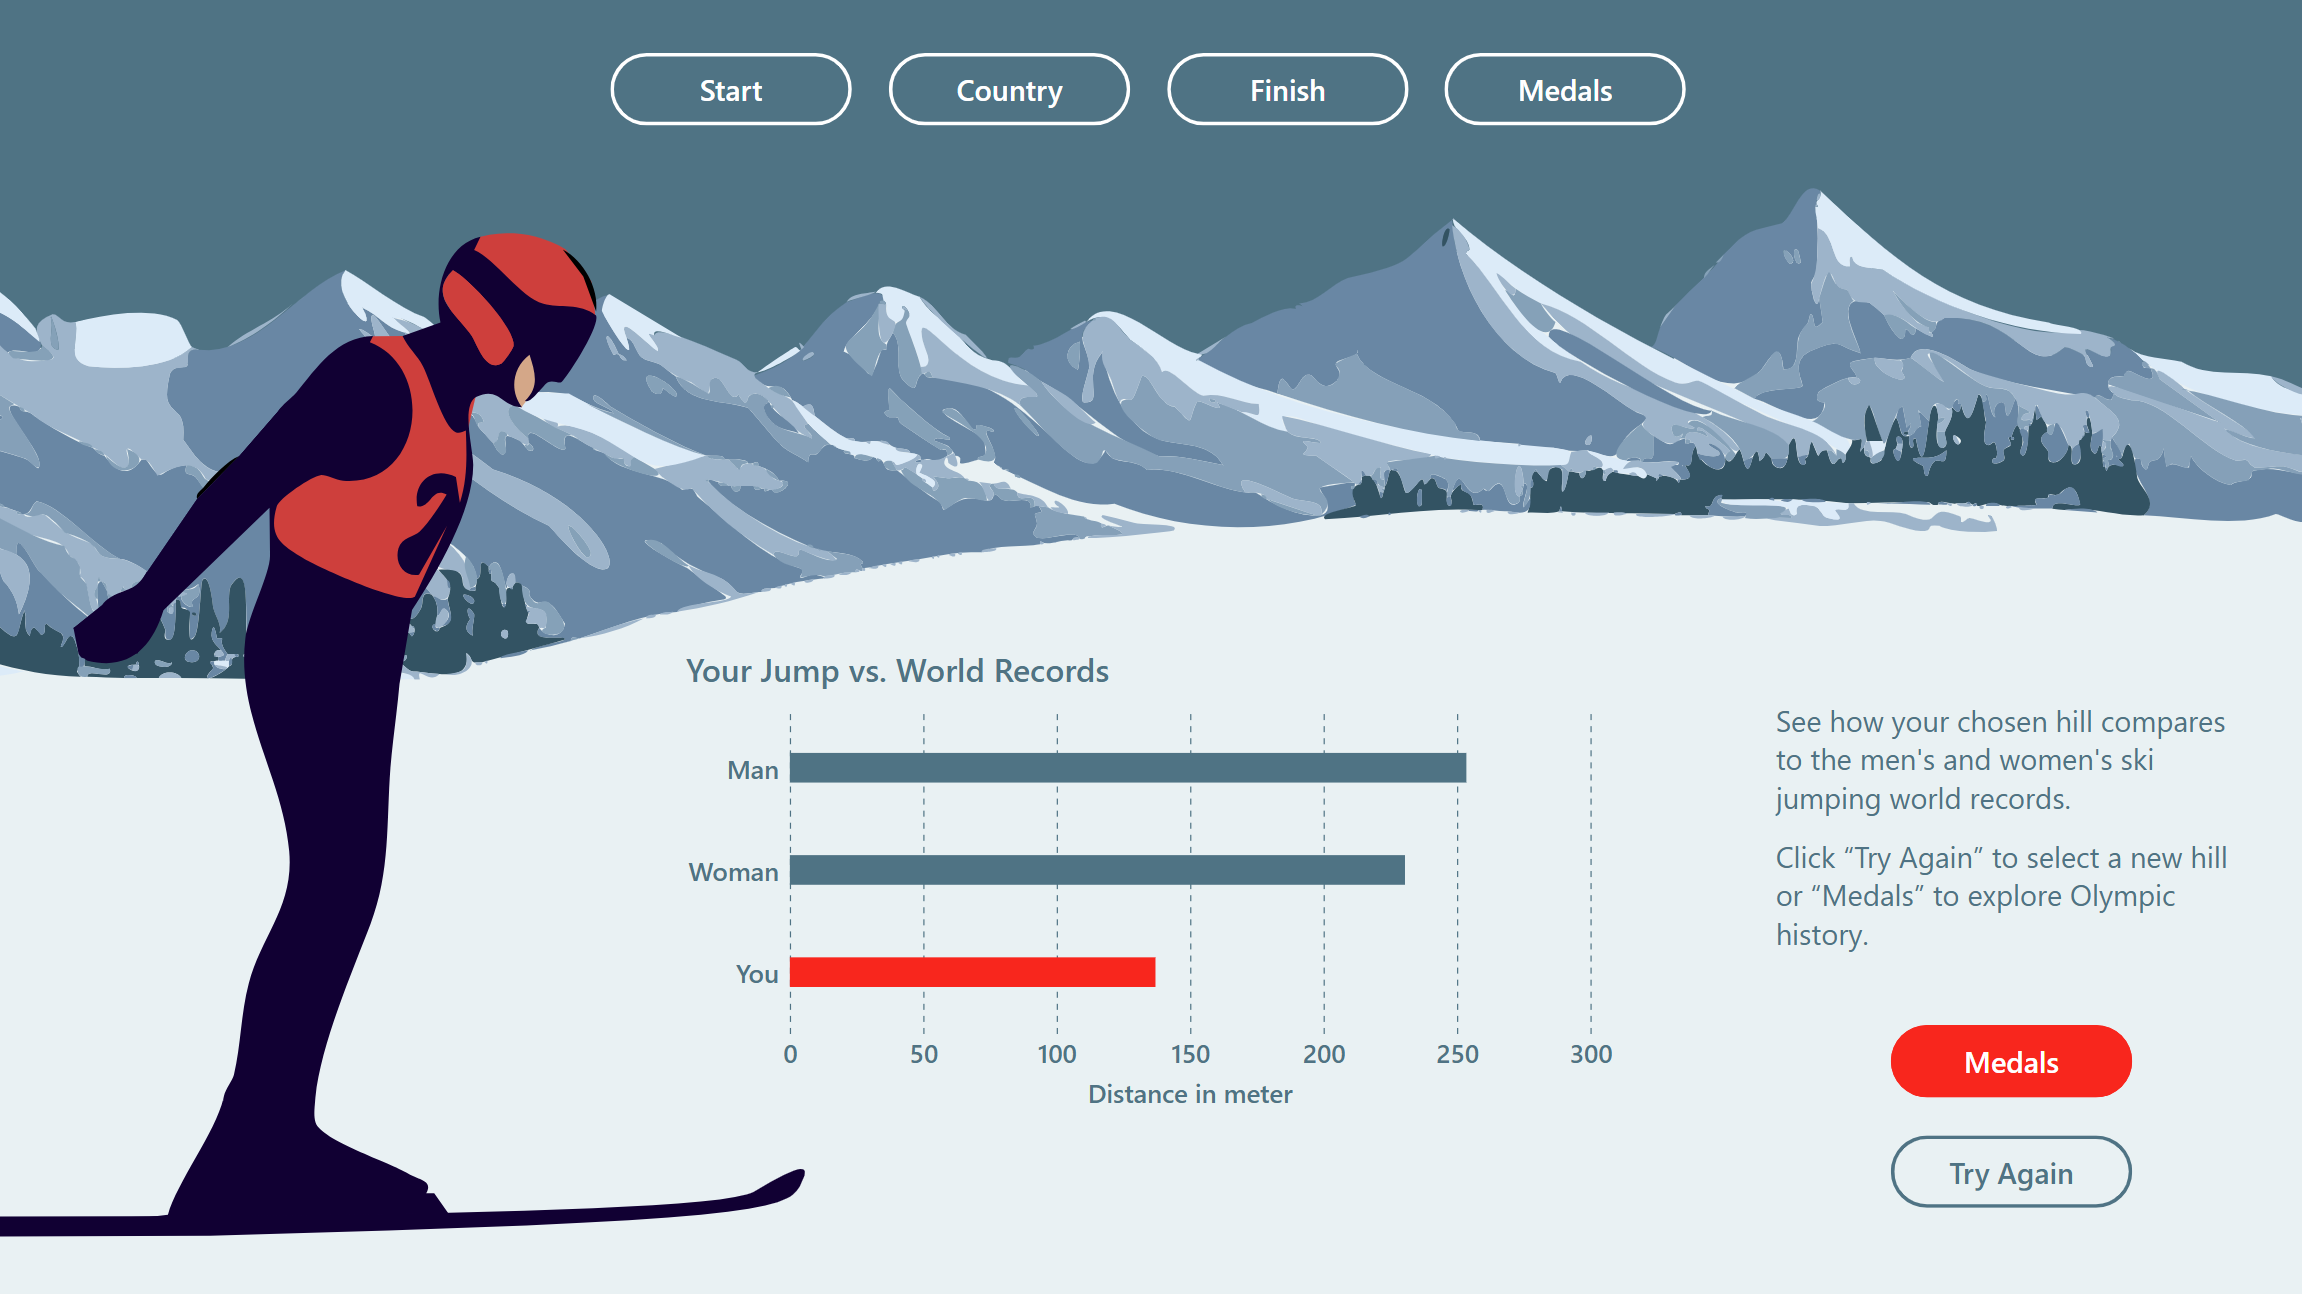 Start
Country
Finish
Medals
Your Jump vs. World Records
Man
Woman
You
0 50 100 150 200 250 300
Distance in meter
See how your chosen hill compares
to the men's and women's ski
jumping world records.
Click “Try Again” to select a new hill
or “Medals” to explore Olympic
history.
Medals
Try Again